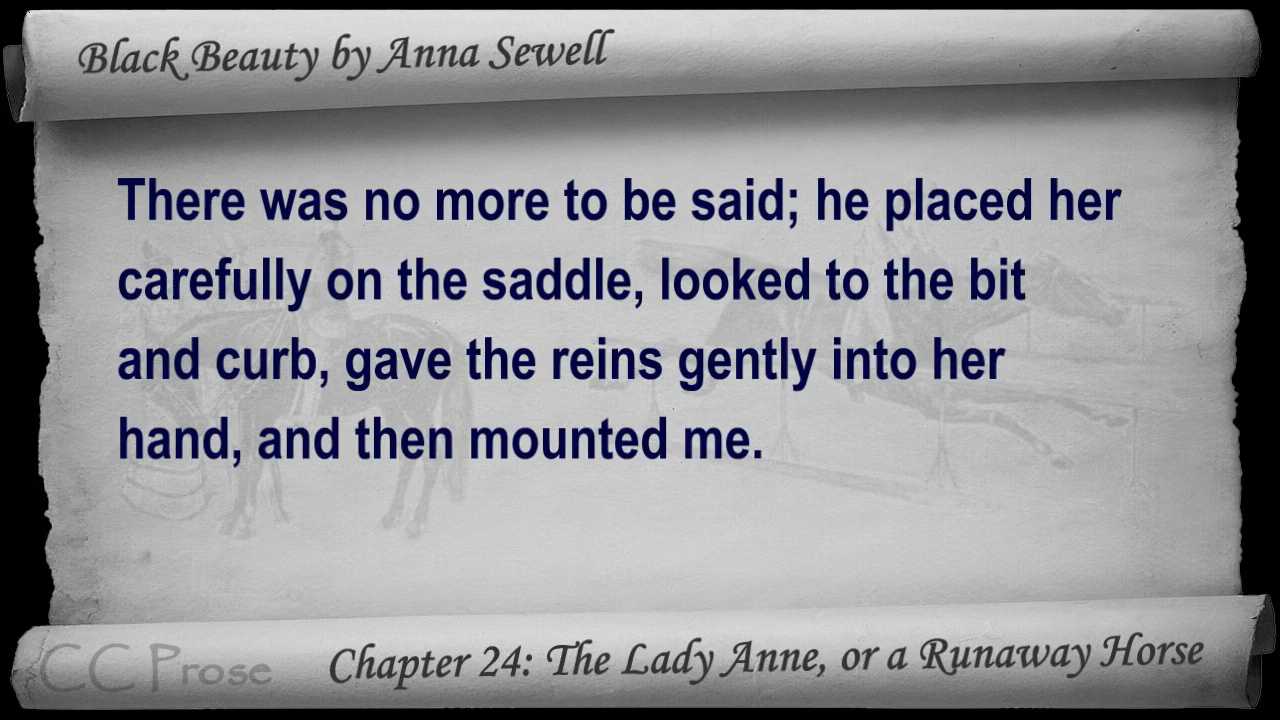 Black Beauty by Anna Sewell
There was no more to be said; he placed her
carefully on the saddle, looked to the bit
and curb, gave the reins gently into her
hand, and then mounted me.
CC Prose
Chapter 24: The Lady Anne, or a Runaway Horse